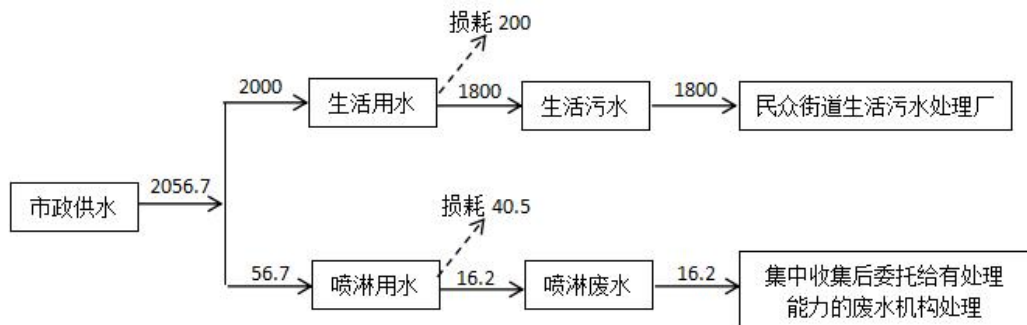 损耗 200
2000
生活用水
1800
生活污水
1800
民众街道生活污水处理厂
市政供水
2056.7
损耗 40.5
56.7
喷淋用水
16.2
喷淋废水
16.2
集中收集后委托给有处理
能力的废水机构处理